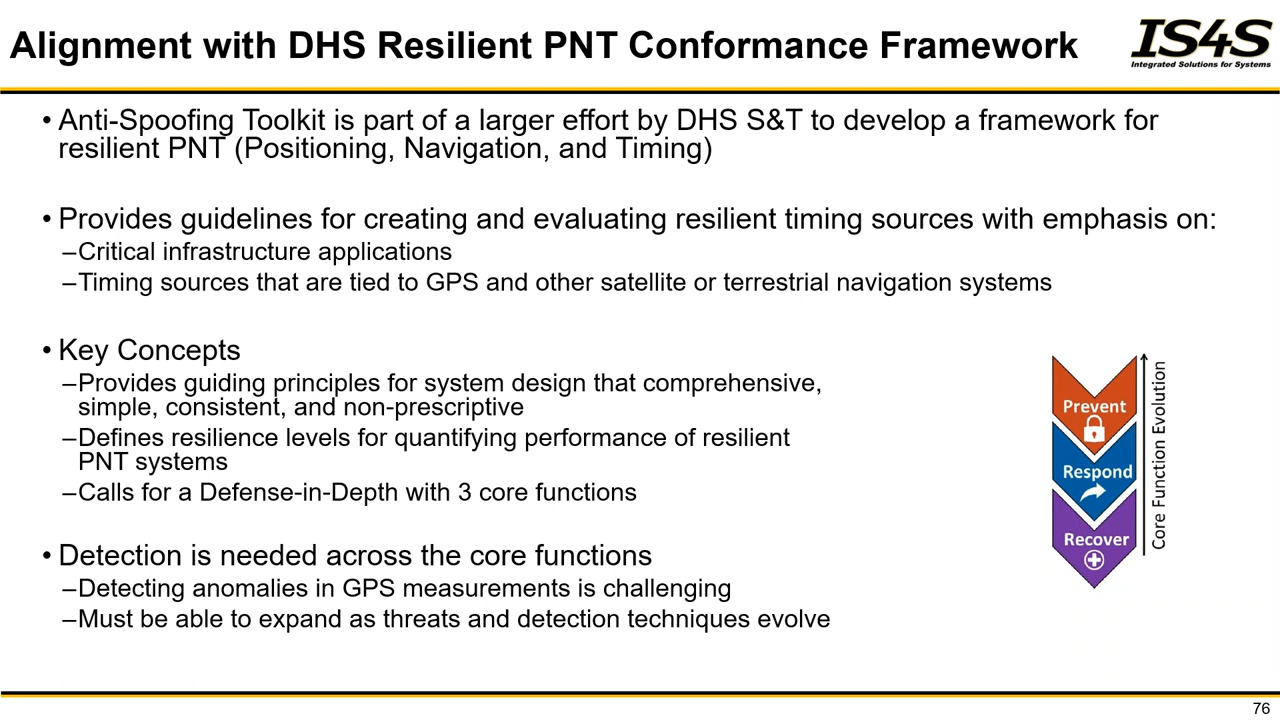 Alignment with DHS Resilient PNT Conformance Framework
IS4S
Integrated Solutions for Systems
• Anti-Spoofing Toolkit is part of a larger effort by DHS S&T to develop a framework for
resilient PNT (Positioning, Navigation, and Timing)
• Provides guidelines for creating and evaluating resilient timing sources with emphasis on:
–Critical infrastructure applications
–Timing sources that are tied to GPS and other satellite or terrestrial navigation systems
• Key Concepts
–Provides guiding principles for system design that comprehensive,
simple, consistent, and non-prescriptive
–Defines resilience levels for quantifying performance of resilient
PNT systems
–Calls for a Defense-in-Depth with 3 core functions
• Detection is needed across the core functions
–Detecting anomalies in GPS measurements is challenging
–Must be able to expand as threats and detection techniques evolve
Prevent
Respond
Recover
Core Function Evolution
76